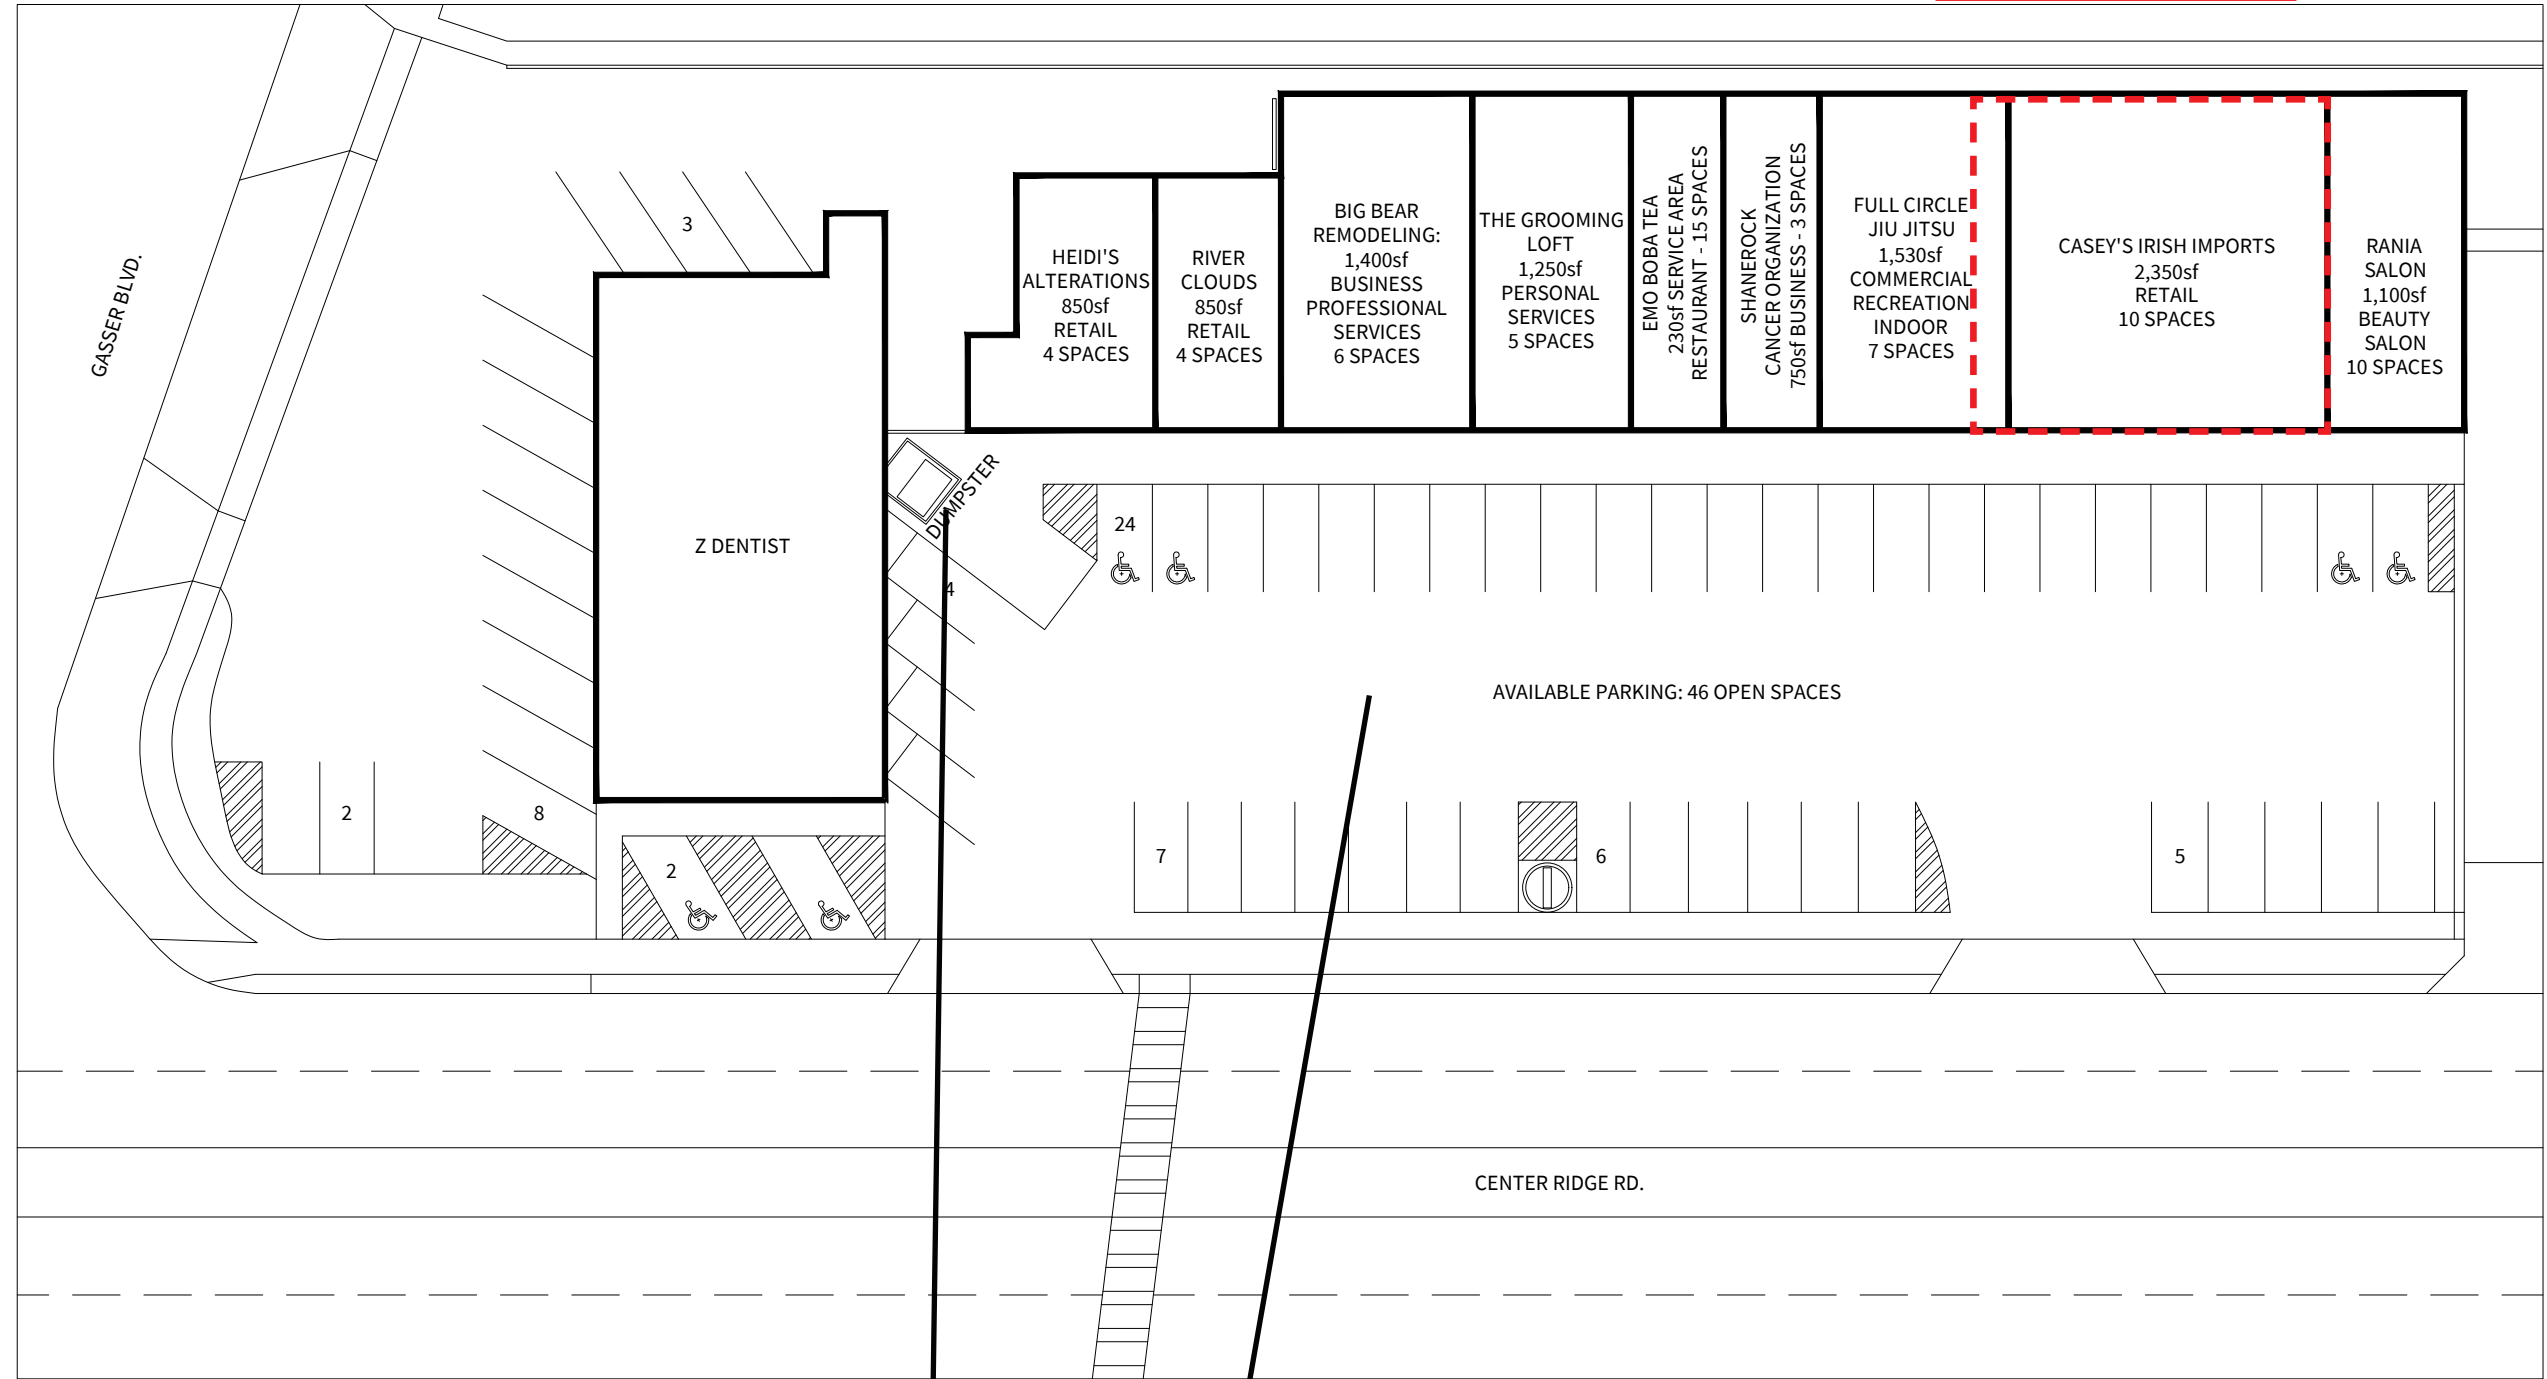 GASSER BLVD.
3
HEIDI'S
ALTERATIONS
850sf
RETAIL
4 SPACES
RIVER
CLOUDS
850sf
RETAIL
4 SPACES
BIG BEAR
REMODELING:
1,400sf
BUSINESS
PROFESSIONAL
SERVICES
6 SPACES
THE GROOMING
LOFT
1,250sf
PERSONAL
SERVICES
5 SPACES
EMO BOBA TEA
230sf SERVICE AREA
RESTAURANT - 15 SPACES
SHANEROCK
CANCER ORGANIZATION
750sf BUSINESS - 3 SPACES
FULL CIRCLE
JIU JITSU
1,530sf
COMMERCIAL
RECREATION
INDOOR
7 SPACES
CASEY'S IRISH IMPORTS
2,350sf
RETAIL
10 SPACES
RANIA
SALON
1,100sf
BEAUTY
SALON
10 SPACES
Z DENTIST
DUMPSTER
24
4
AVAILABLE PARKING: 46 OPEN SPACES
2
8
2
7
6
5
CENTER RIDGE RD.